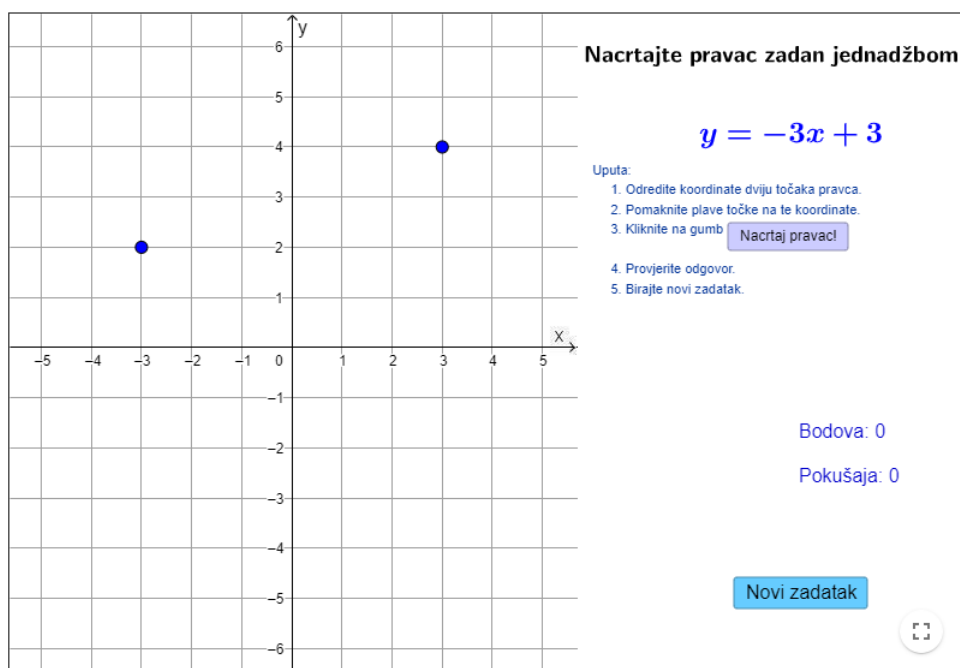 y
6
5
4
3
2
1
x
–5 –4 –3 –2 –1 0 1 2 3 4 5
–1
–2
–3
–4
–5
–6
Nacrtajte pravac zadan jednadžbom
y = −3x + 3
Uputa:
1. Odredite koordinate dviju točaka pravca.
2. Pomaknite plave točke na te koordinate.
3. Kliknite na gumb Nacrtaj pravac!
4. Provjerite odgovor.
5. Birajte novi zadatak.
Bodova: 0
Pokušaja: 0
Novi zadatak